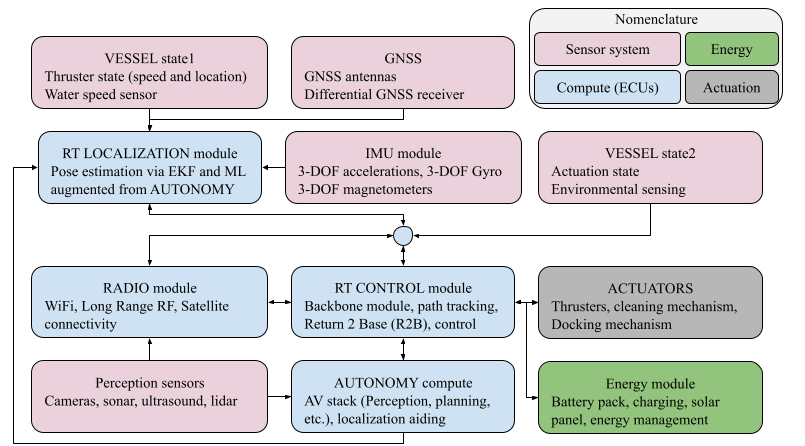 Nomenclature
Sensor system
Energy
Compute (ECUs)
Actuation
VESSEL state1
Thruster state (speed and location)
Water speed sensor
GNSS
GNSS antennas
Differential GNSS receiver
RT LOCALIZATION module
Pose estimation via EKF and ML
augmented from AUTONOMY
IMU module
3-DOF accelerations, 3-DOF Gyro
3-DOF magnetometers
VESSEL state2
Actuation state
Environmental sensing
RADIO module
WiFi, Long Range RF, Satellite
connectivity
RT CONTROL module
Backbone module, path tracking,
Return 2 Base (R2B), control
ACTUATORS
Thrusters, cleaning mechanism,
Docking mechanism
Perception sensors
Cameras, sonar, ultrasound, lidar
AUTONOMY compute
AV stack (Perception, planning,
etc.), localization aiding
Energy module
Battery pack, charging, solar
panel, energy management